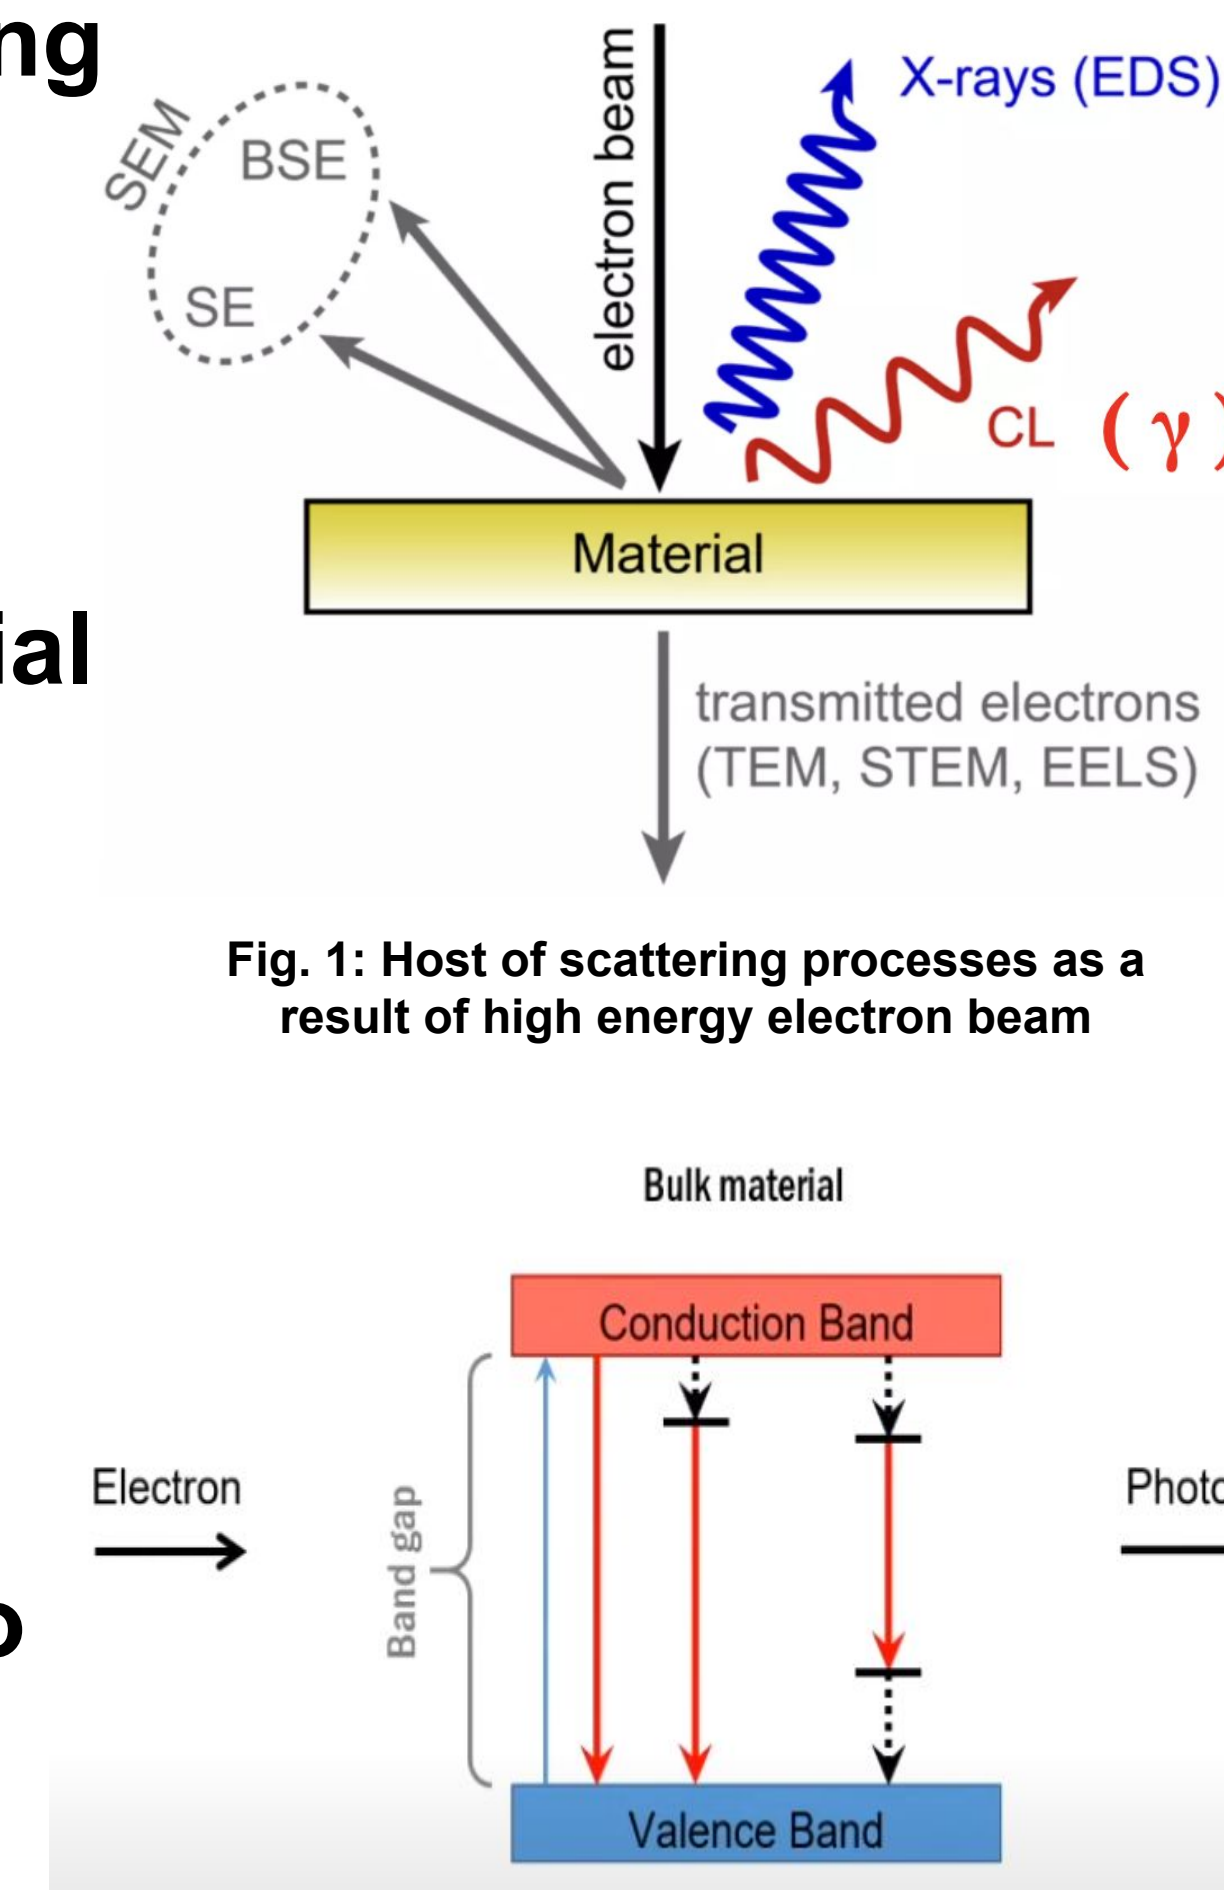 ng
SEM
BSE
SE
electron beam
X-rays (EDS)
CL (γ)
Material
ial
transmitted electrons
(TEM, STEM, EELS)
Fig. 1: Host of scattering processes as a
result of high energy electron beam
Bulk material
Conduction Band
Electron
Band gap
Photo
o
Valence Band